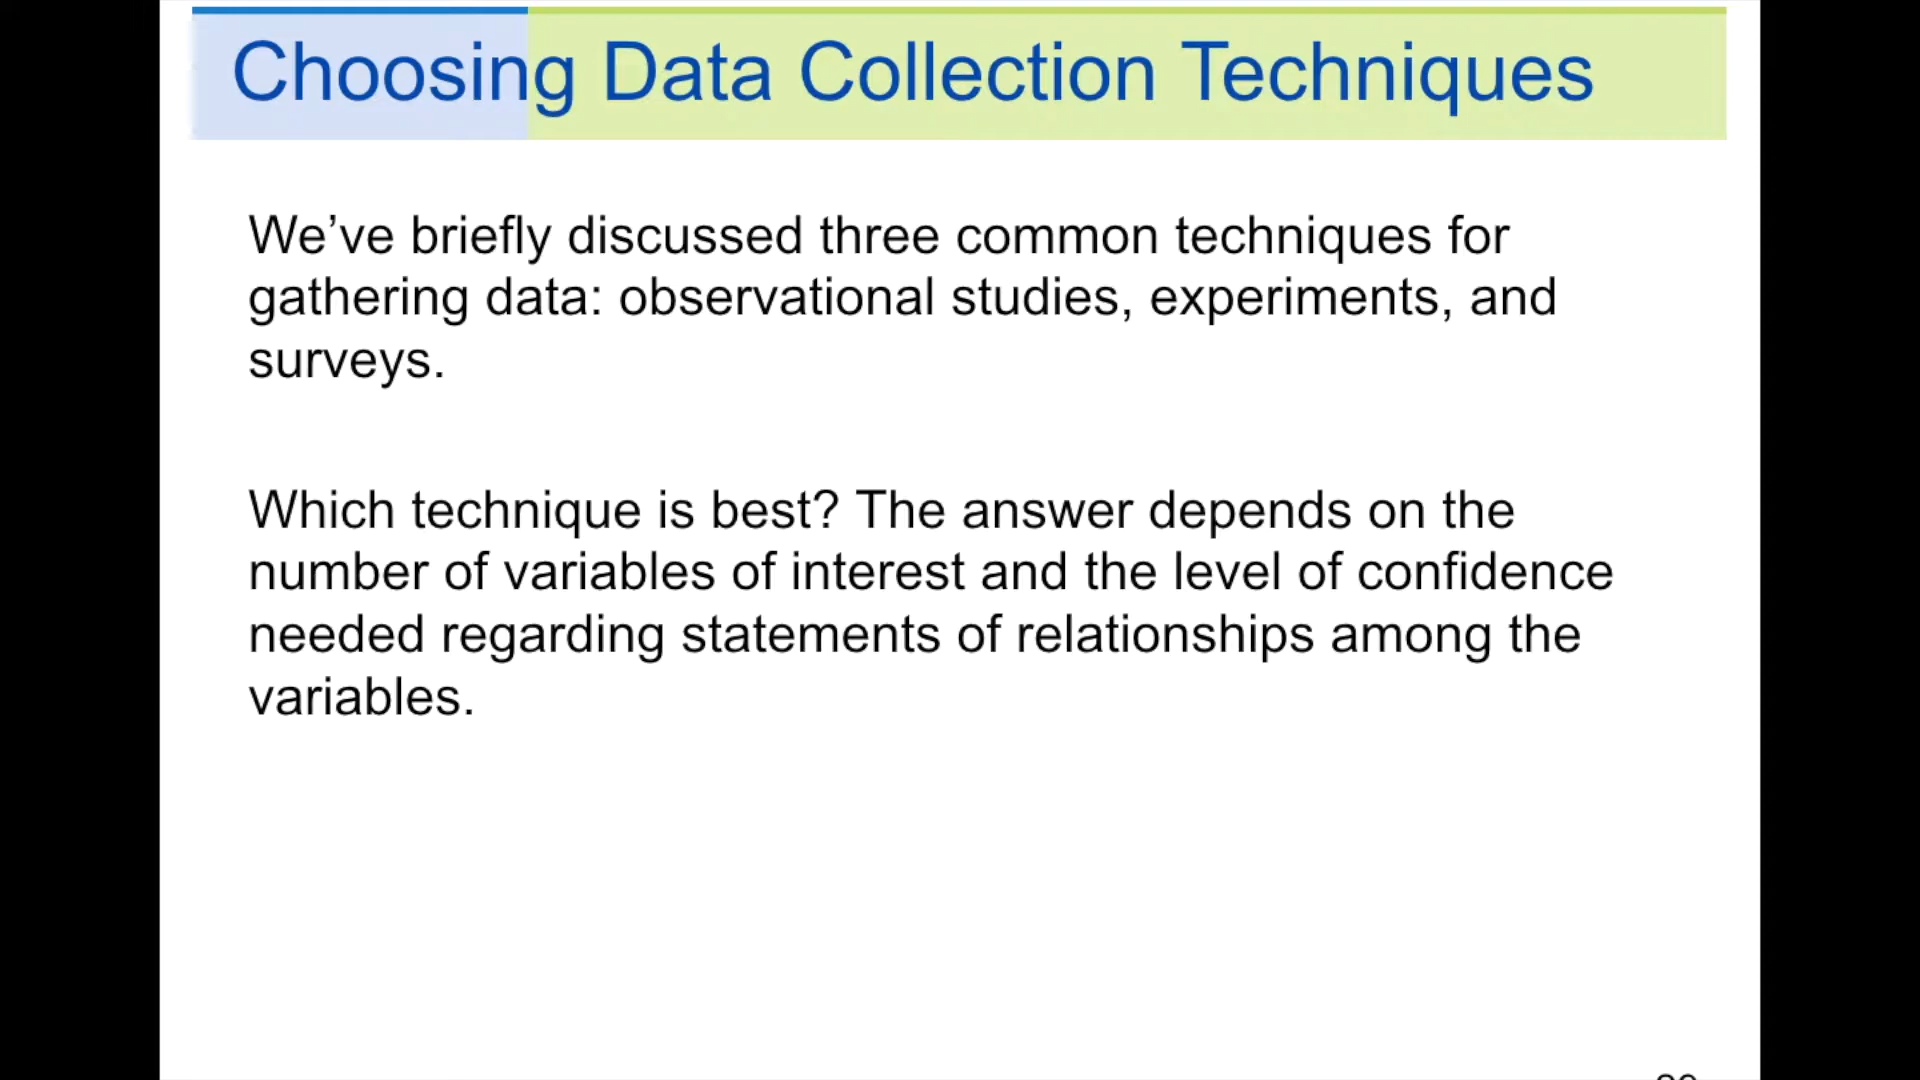 Choosing Data Collection Techniques
We’ve briefly discussed three common techniques for
gathering data: observational studies, experiments, and
surveys.
Which technique is best? The answer depends on the
number of variables of interest and the level of confidence
needed regarding statements of relationships among the
variables.